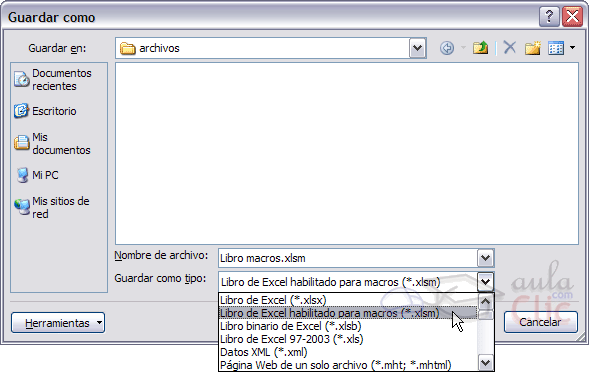 Guardar como
Guardar en:
archivos
Documentos
recientes
Escritorio
Mis
documentos
Mi PC
Mis sitios de
red
Nombre de archivo:
Libro macros.xlsm
Guardar como tipo:
Libro de Excel habilitado para macros (*.xlsm)
Libro de Excel (*.xlsx)
Libro de Excel habilitado para macros (*.xlsm)
Libro binario de Excel (*.xlsb)
Libro de Excel 97-2003 (*.xls)
Datos XML (*.xml)
Página Web de un solo archivo (*.mht; *.mhtml)
Herramientas
Cancelar
aula
Clic
.com